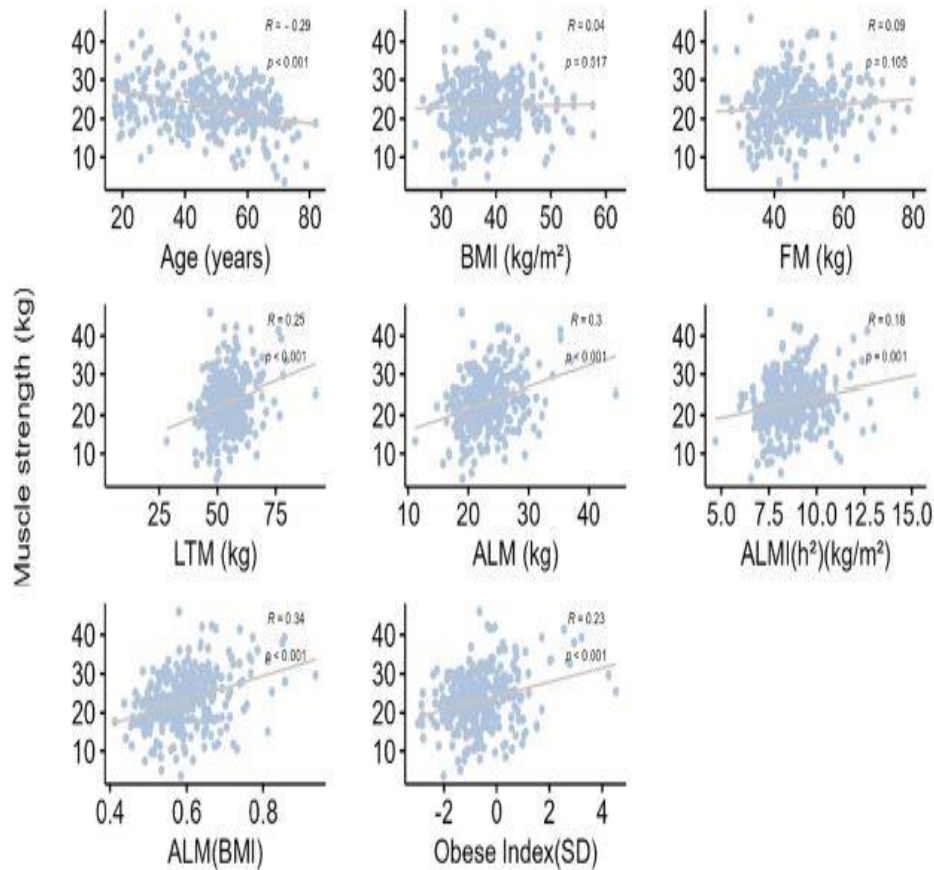 Muscle strength (kg)
R = − 0.29
p < 0.001
40
30
20
10
20 40 60 80
Age (years)
R = 0.04
p = 0.517
40
30
20
10
30 40 50 60
BMI (kg/m²)
R = 0.09
p = 0.105
40
30
20
10
40 60 80
FM (kg)
R = 0.25
p < 0.001
40
30
20
10
25 50 75
LTM (kg)
R = 0.3
p < 0.001
40
30
20
10
10 20 30 40
ALM (kg)
R = 0.18
p = 0.001
40
30
20
10
5.0 7.5 10.0 12.5 15.0
ALMI(h²)(kg/m²)
R = 0.34
p < 0.001
40
30
20
10
0.4 0.6 0.8
ALM(BMI)
R = 0.23
p < 0.001
40
30
20
10
-2 0 2 4
Obese Index(SD)